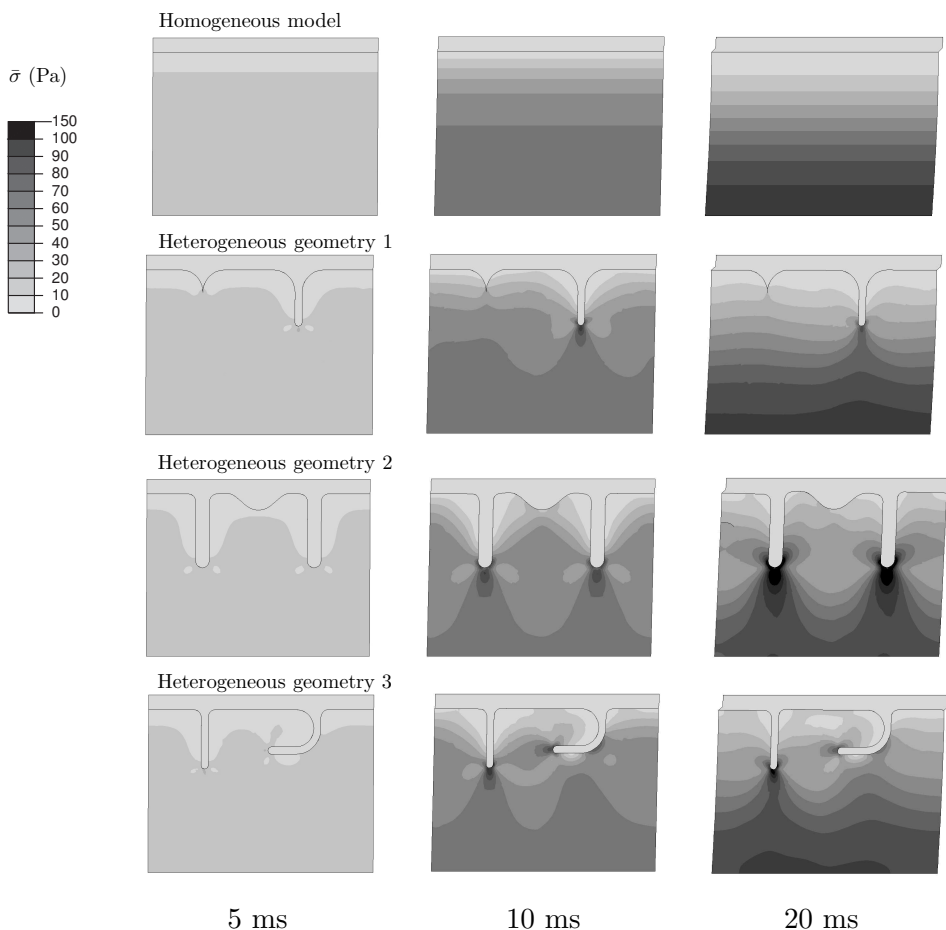 Homogeneous model
σ̄ (Pa)
150
100
90
80
70
60
50
40
30
20
10
0
Heterogeneous geometry 1
Heterogeneous geometry 2
Heterogeneous geometry 3
5 ms 10 ms 20 ms